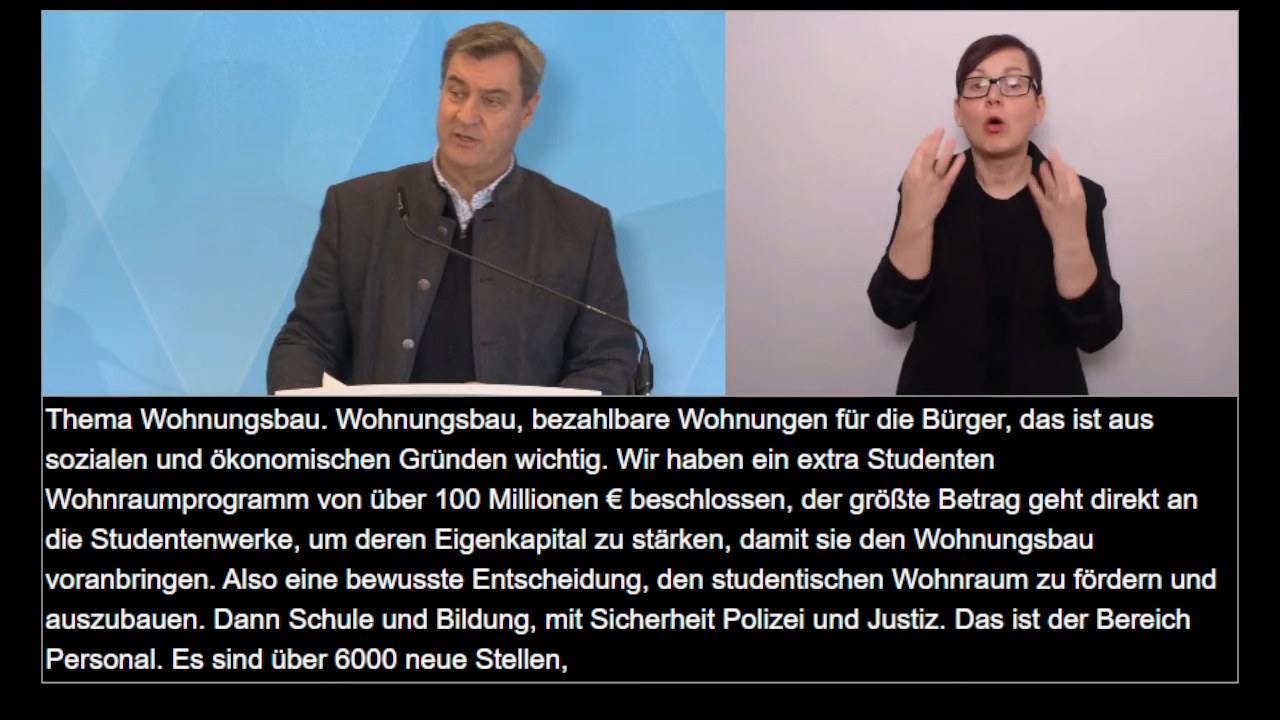 Thema Wohnungsbau. Wohnungsbau, bezahlbare Wohnungen für die Bürger, das ist aus
sozialen und ökonomischen Gründen wichtig. Wir haben ein extra Studenten
Wohnraumprogramm von über 100 Millionen € beschlossen, der größte Betrag geht direkt an
die Studentenwerke, um deren Eigenkapital zu stärken, damit sie den Wohnungsbau
voranbringen. Also eine bewusste Entscheidung, den studentischen Wohnraum zu fördern und
auszubauen. Dann Schule und Bildung, mit Sicherheit Polizei und Justiz. Das ist der Bereich
Personal. Es sind über 6000 neue Stellen,